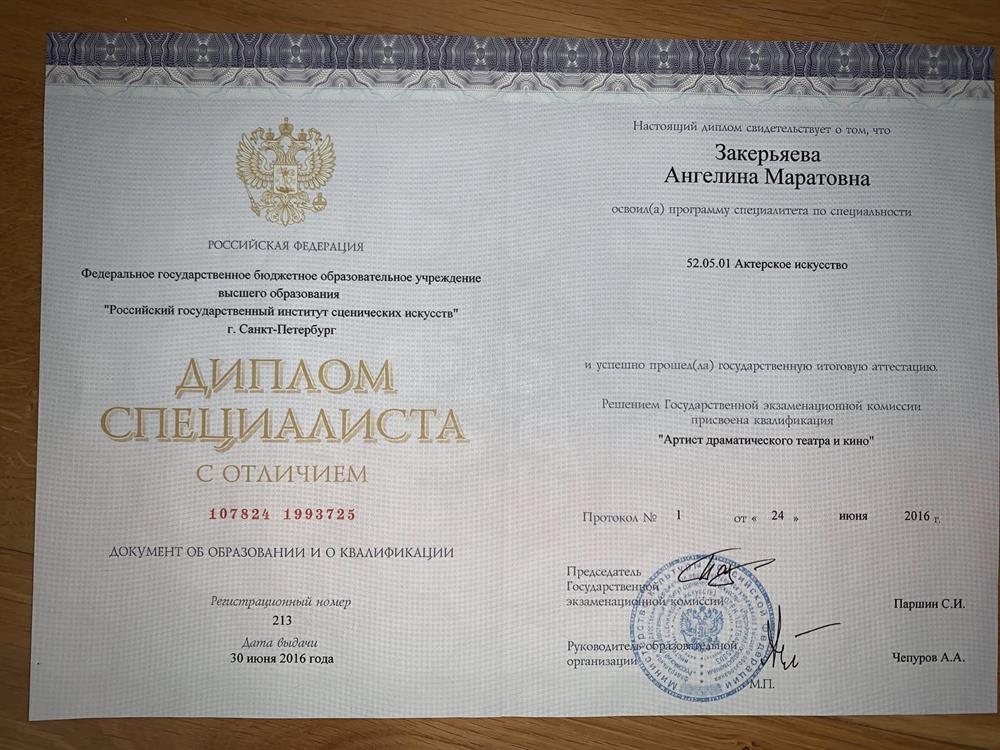 РОССИЙСКАЯ ФЕДЕРАЦИЯ
Федеральное государственное бюджетное образовательное учреждение
высшего образования
"Российский государственный институт сценических искусств"
г. Санкт-Петербург
ДИПЛОМ
СПЕЦИАЛИСТА
С ОТЛИЧИЕМ
107824 1993725
ДОКУМЕНТ ОБ ОБРАЗОВАНИИ И О КВАЛИФИКАЦИИ
Регистрационный номер
213
Дата выдачи
30 июня 2016 года
Настоящий диплом свидетельствует о том, что
Закерьяева
Ангелина Маратовна
освоил(а) программу специалитета по специальности
52.05.01 Актерское искусство
и успешно прошел(ла) государственную итоговую аттестацию.
Решением Государственной экзаменационной комиссии
присвоена квалификация
"Артист драматического театра и кино"
Протокол № 1 от « 24 » июня 2016 г.
Председатель
Государственной
экзаменационной комиссии
Паршин С.И.
Руководитель образовательной
организации
Чепуров А.А.
М.П.